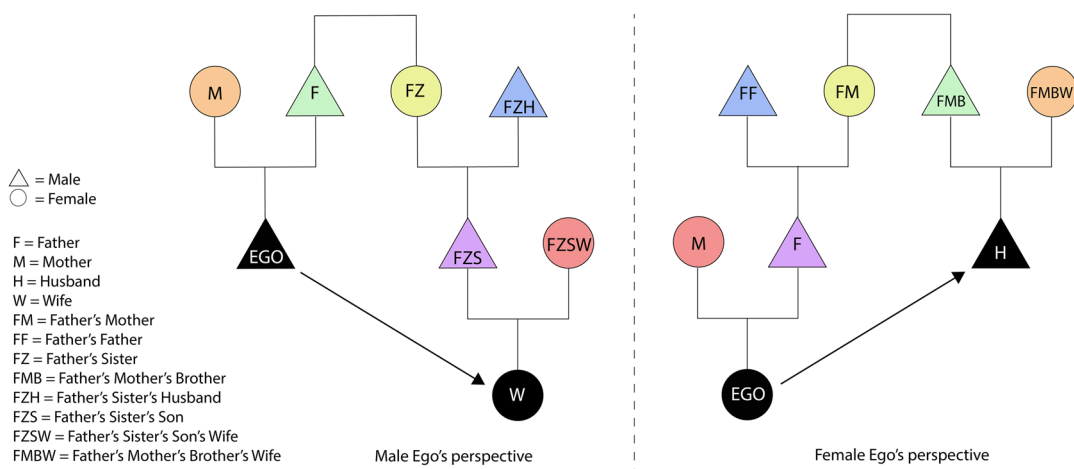 M
F
FZ
FZH
FF
FM
FMB
FMBW
= Male
= Female
F = Father
M = Mother
H = Husband
W = Wife
FM = Father's Mother
FF = Father's Father
FZ = Father's Sister
FMB = Father's Mother's Brother
FZH = Father's Sister's Husband
FZS = Father's Sister's Son
FZSW = Father's Sister's Son's Wife
FMBW = Father's Mother's Brother's Wife
EGO
FZS
FZSW
W
Male Ego's perspective
M
F
H
EGO
Female Ego's perspective